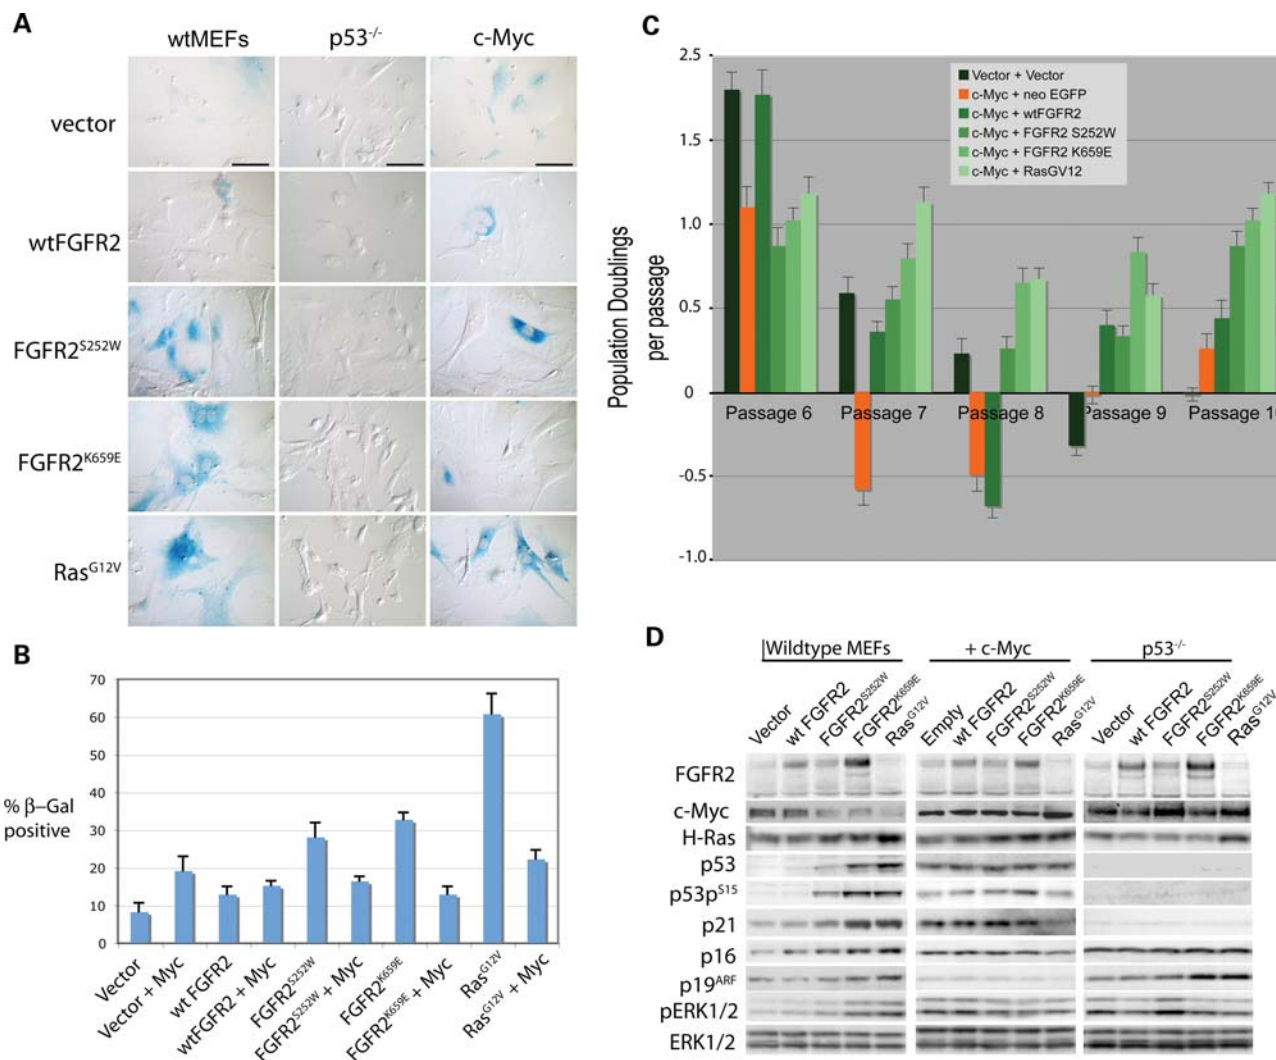 A
wtMEFs p53-/- c-Myc
vector
wtFGFR2
FGFR2S252W
FGFR2K659E
RasG12V
B
% β–Gal
positive
70
60
50
40
30
20
10
0
Vector
Vector + Myc
wt FGFR2
wtFGFR2 + Myc
FGFR2S252W
FGFR2S252W + Myc
FGFR2K659E
FGFR2K659E + Myc
RasG12V
RasG12V + Myc
C
Population Doublings
per passage
2.5
1.5
1.0
0.5
0
-0.5
-1.0
Vector + Vector
c-Myc + neo EGFP
c-Myc + wtFGFR2
c-Myc + FGFR2 S252W
c-Myc + FGFR2 K659E
c-Myc + RasGV12
Passage 6 Passage 7 Passage 8 Passage 9 Passage 10
D
Wildtype MEFs + c-Myc p53-/-
Vector wt FGFR2 FGFR2S252W FGFR2K659E RasG12V Empty wt FGFR2 FGFR2S252W FGFR2K659E RasG12V Vector wt FGFR2 FGFR2S252W FGFR2K659E RasG12V
FGFR2
c-Myc
H-Ras
p53
p53pS15
p21
p16
p19ARF
pERK1/2
ERK1/2